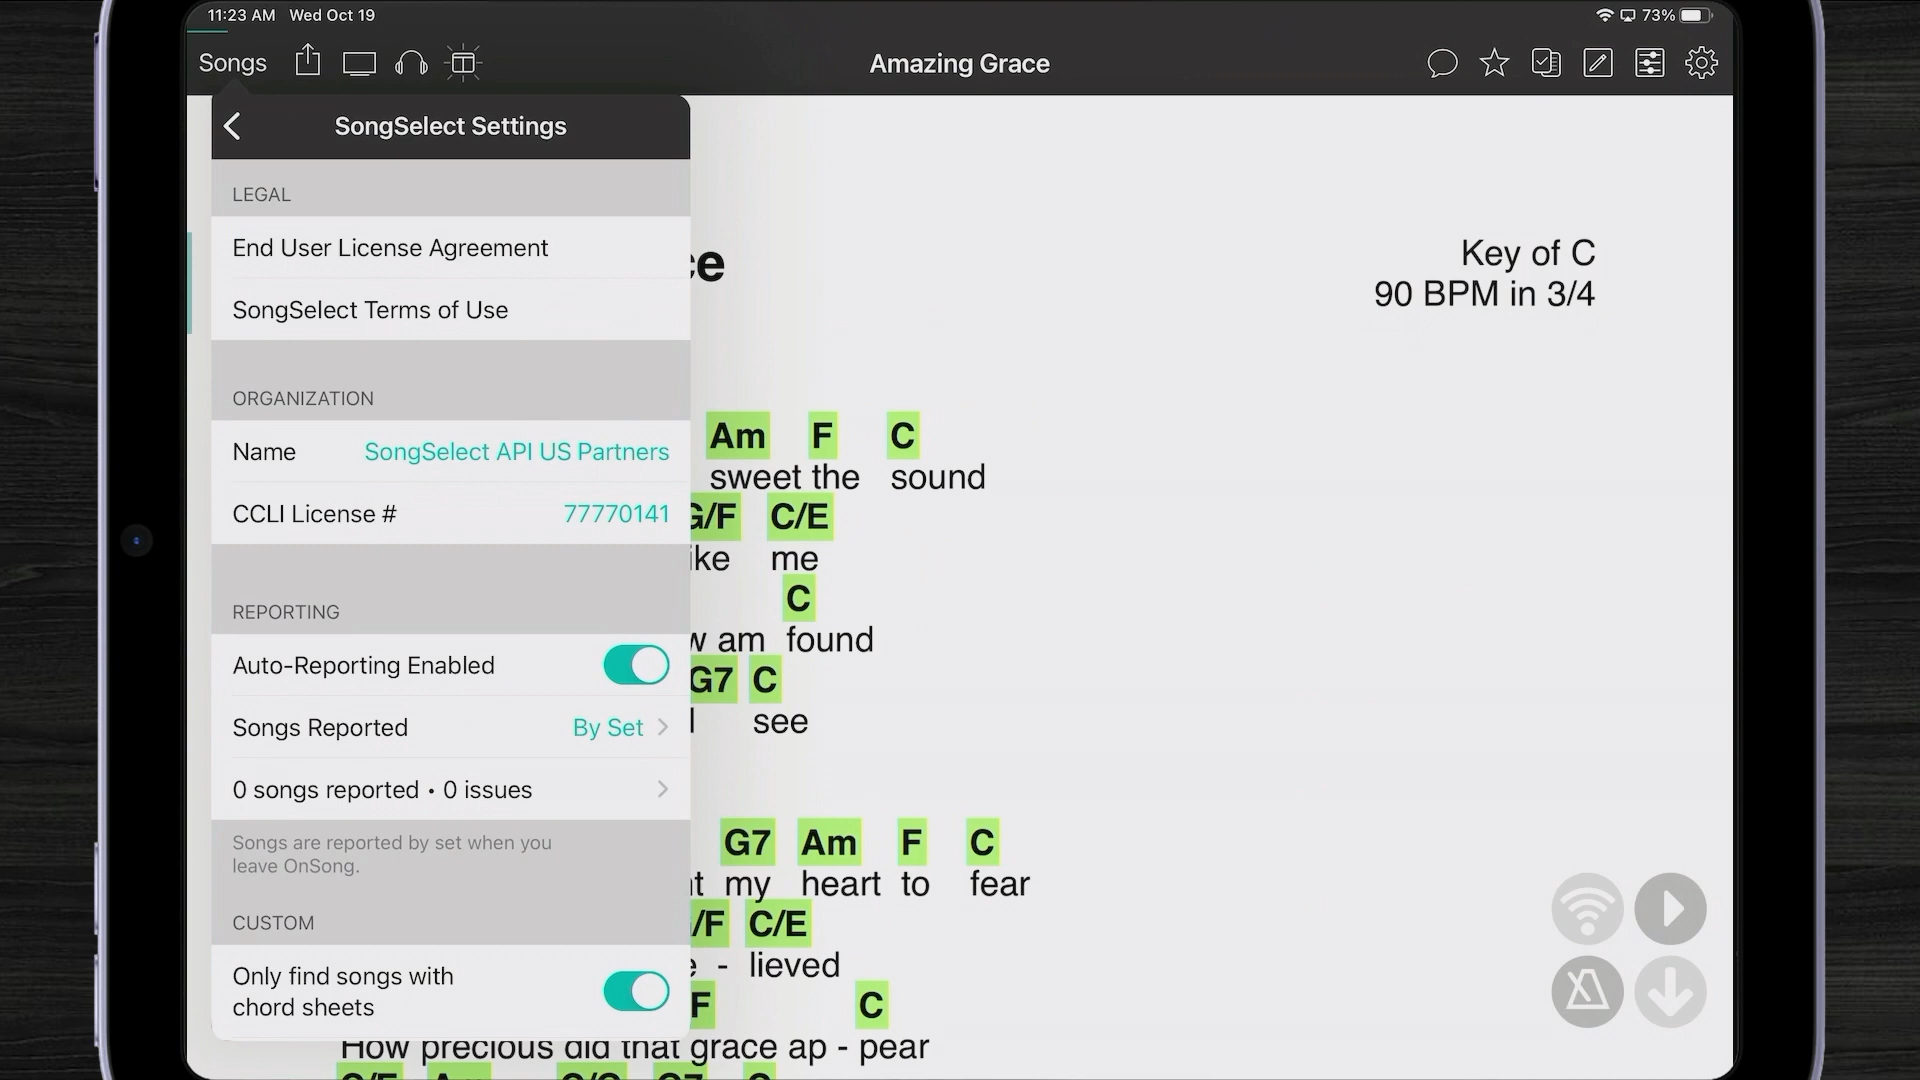 11:23 AM Wed Oct 19
73%
Songs
Amazing Grace
SongSelect Settings
LEGAL
End User License Agreement
SongSelect Terms of Use
ORGANIZATION
Name SongSelect API US Partners
CCLI License # 77770141
REPORTING
Auto-Reporting Enabled
Songs Reported By Set
0 songs reported • 0 issues
Songs are reported by set when you
leave OnSong.
CUSTOM
Only find songs with
chord sheets
Key of C
90 BPM in 3/4
Am F C
sweet the sound
G/F C/E
me
C
am found
G7 C
see
G7 Am F C
my heart to fear
/F C/E
- lieved
F C
How precious did that grace ap - pear